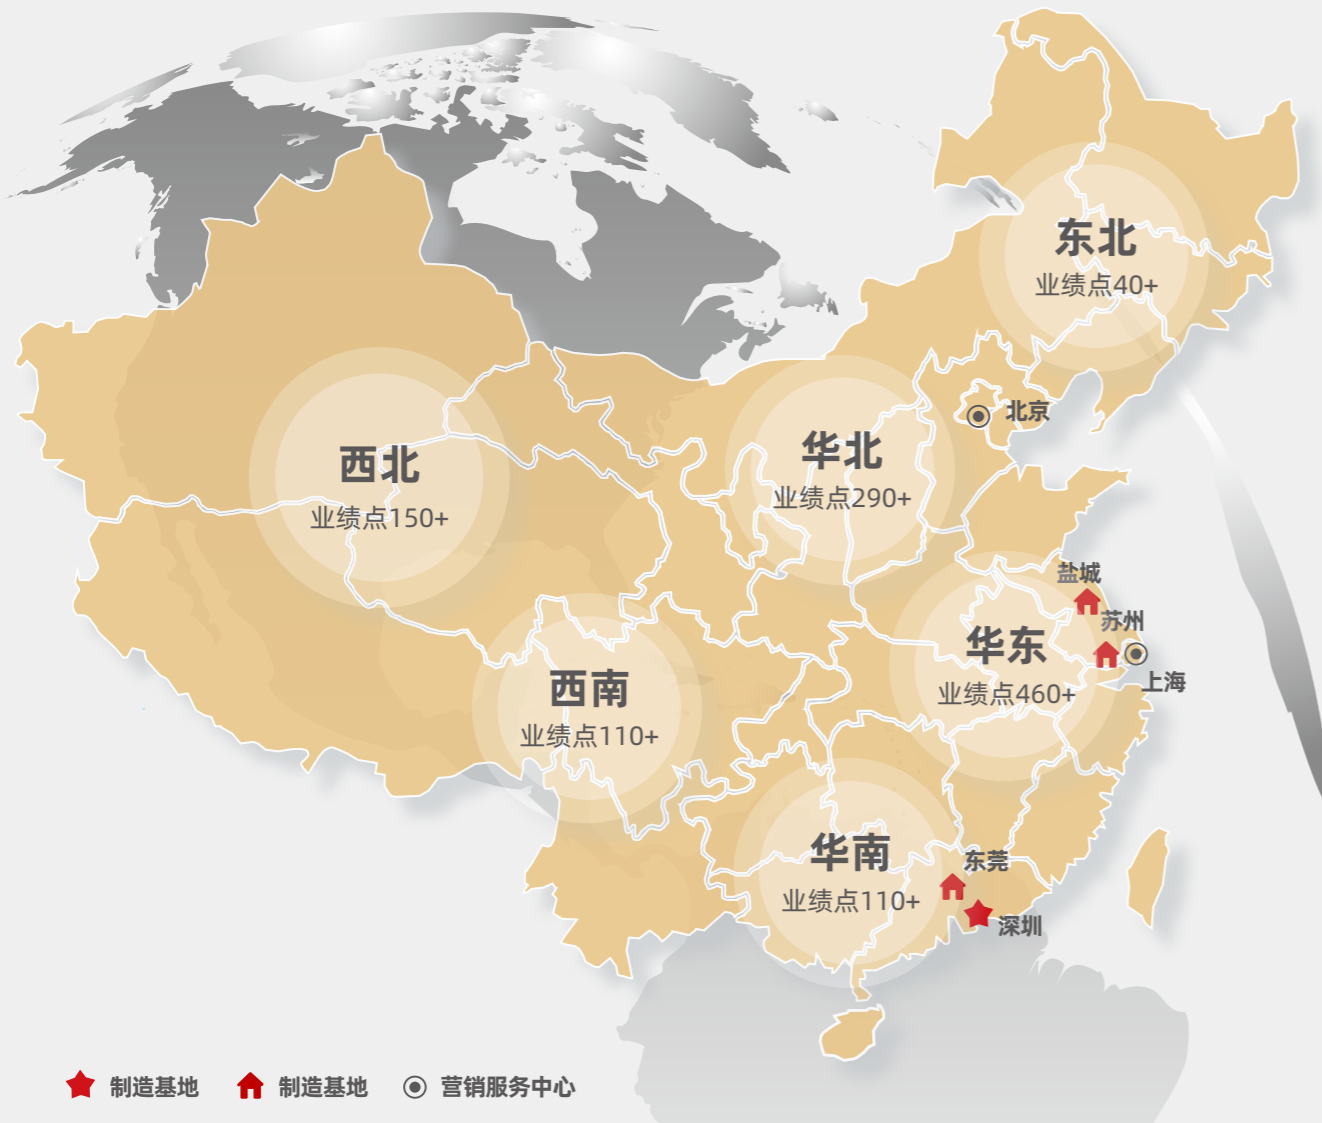 东北
业绩点40+
北京
华北
业绩点290+
西北
业绩点150+
盐城
苏州
华东
业绩点460+
上海
西南
业绩点110+
华南
业绩点110+
东莞
深圳
制造基地
制造基地
营销服务中心